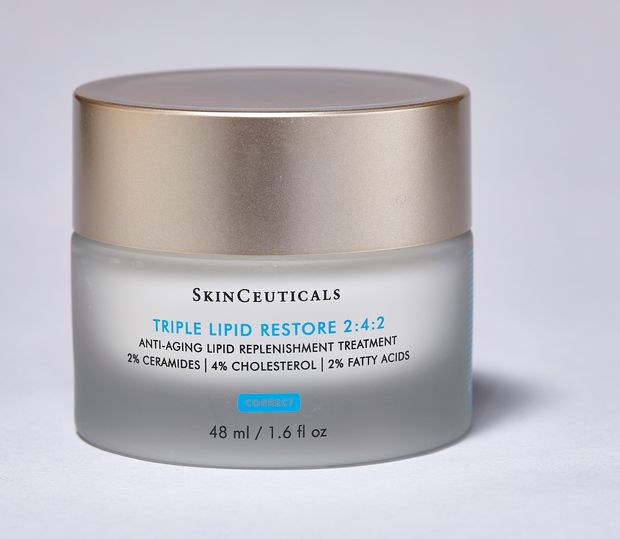 SKINCEUTICALS
TRIPLE LIPID RESTORE 2:4:2
ANTI-AGING LIPID REPLENISHMENT TREATMENT
2% CERAMIDES | 4% CHOLESTEROL | 2% FATTY ACIDS
CORRECT
48 ml / 1.6 fl oz